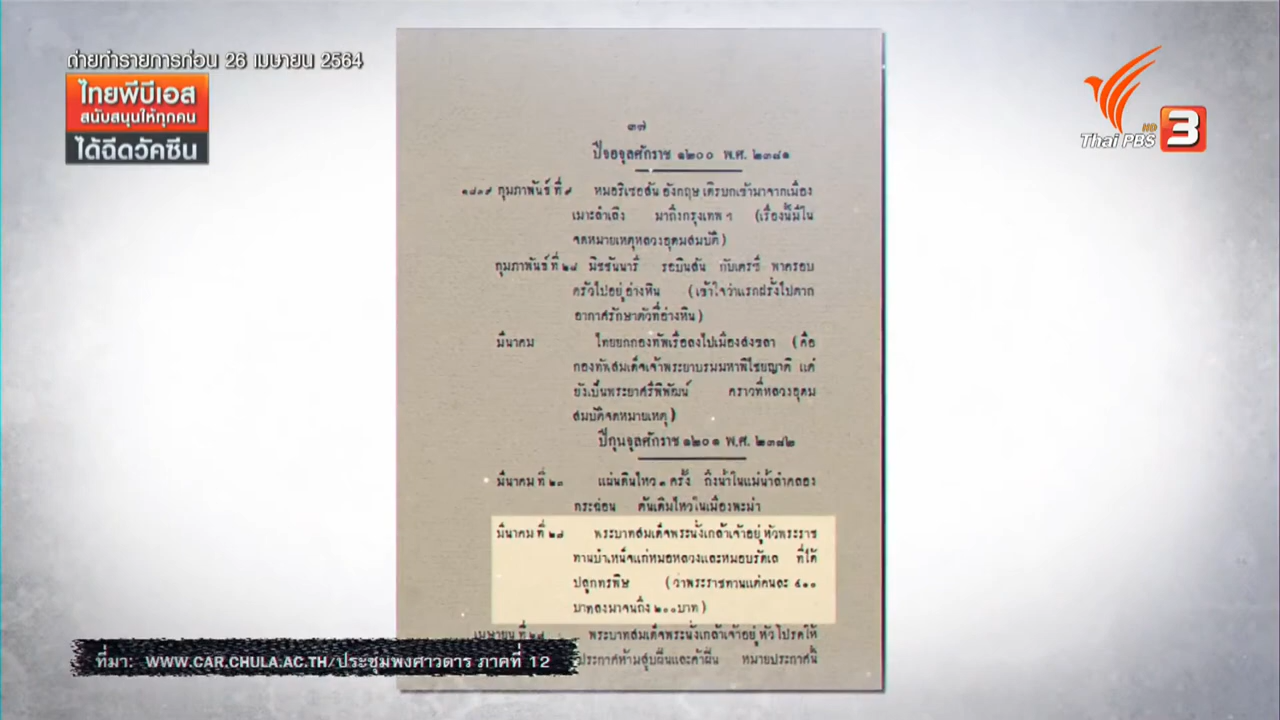 ถ่ายทำรายการก่อน 26 เมษายน 2564
ไทยพีบีเอส
สนับสนุนให้ทุกคน
ได้ฉีดวัคซีน
Thai PBS HD 3
๓๗
ปีจอจุลศักราช ๑๒๐๐ พ.ศ. ๒๓๘๑
๑๘๓๙ กุมภาพันธ์ ที่ ๙ หมอริเชอสัน อังกฤษ เดิรบกเข้ามาจากเมือง
เมาะลำเลิง มาถึงกรุงเทพ ฯ (เรื่องนี้มีใน
จดหมายเหตุหลวงอุดมสมบัติ)
กุมภาพันธ์ ที่ ๒๘ มิชชันนารี รอบินสัน กับเครซี พาครอบ
ครัวไปอยู่อ่างหิน (เข้าใจว่าแรกฝรั่งไปตาก
อากาศรักษาตัวที่อ่างหิน)
มีนาคม ไทยยกกองทัพเรือลงไปเมืองสงขลา (คือ
กองทัพสมเด็จเจ้าพระยาบรมมหาพิไชยญาติ แต่
ยังเป็นพระยาศรีพิพัฒน์ คราวที่หลวงอุดม
สมบัติจดหมายเหตุ)
ปีกุนจุลศักราช ๑๒๐๑ พ.ศ. ๒๓๘๒
มีนาคม ที่ ๒๓ แผ่นดินไหว ๑ ครั้ง ถึงน้ำในแม่น้ำลำคลอง
กระฉ่อน ต้นเดิมไหวในเมืองพะม่า
มีนาคม ที่ ๒๘ พระบาทสมเด็จพระนั่งเกล้าเจ้าอยู่หัวพระราช
ทานบำเหน็จแก่หมอหลวงและหมอบรัดเล ที่ได้
ปลูกทรพิษ (ว่าพระราชทานแต่คนละ ๔๐๐
บาทลงมาจนถึง ๒๐๐ บาท)
เมษายน ที่ ๒๘ พระบาทสมเด็จพระนั่งเกล้าเจ้าอยู่หัว โปรดให้
ประกาศห้ามสูบฝิ่นและค้าฝิ่น หมายประกาศนี้
ที่มา: WWW.CAR.CHULA.AC.TH/ประชุมพงศาวดาร ภาคที่ 12